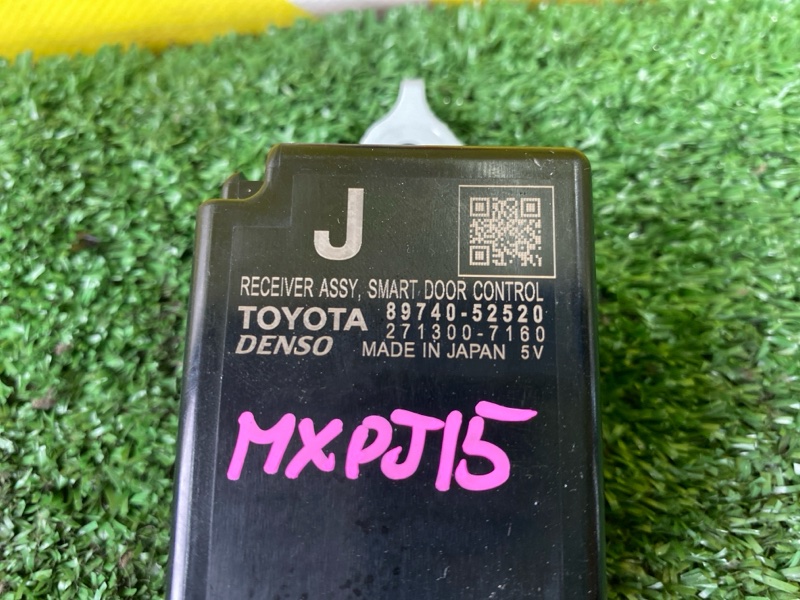 J
RECEIVER ASSY, SMART DOOR CONTROL
TOYOTA 89740-52520
271300-7160
DENSO MADE IN JAPAN 5V
MXPJ15